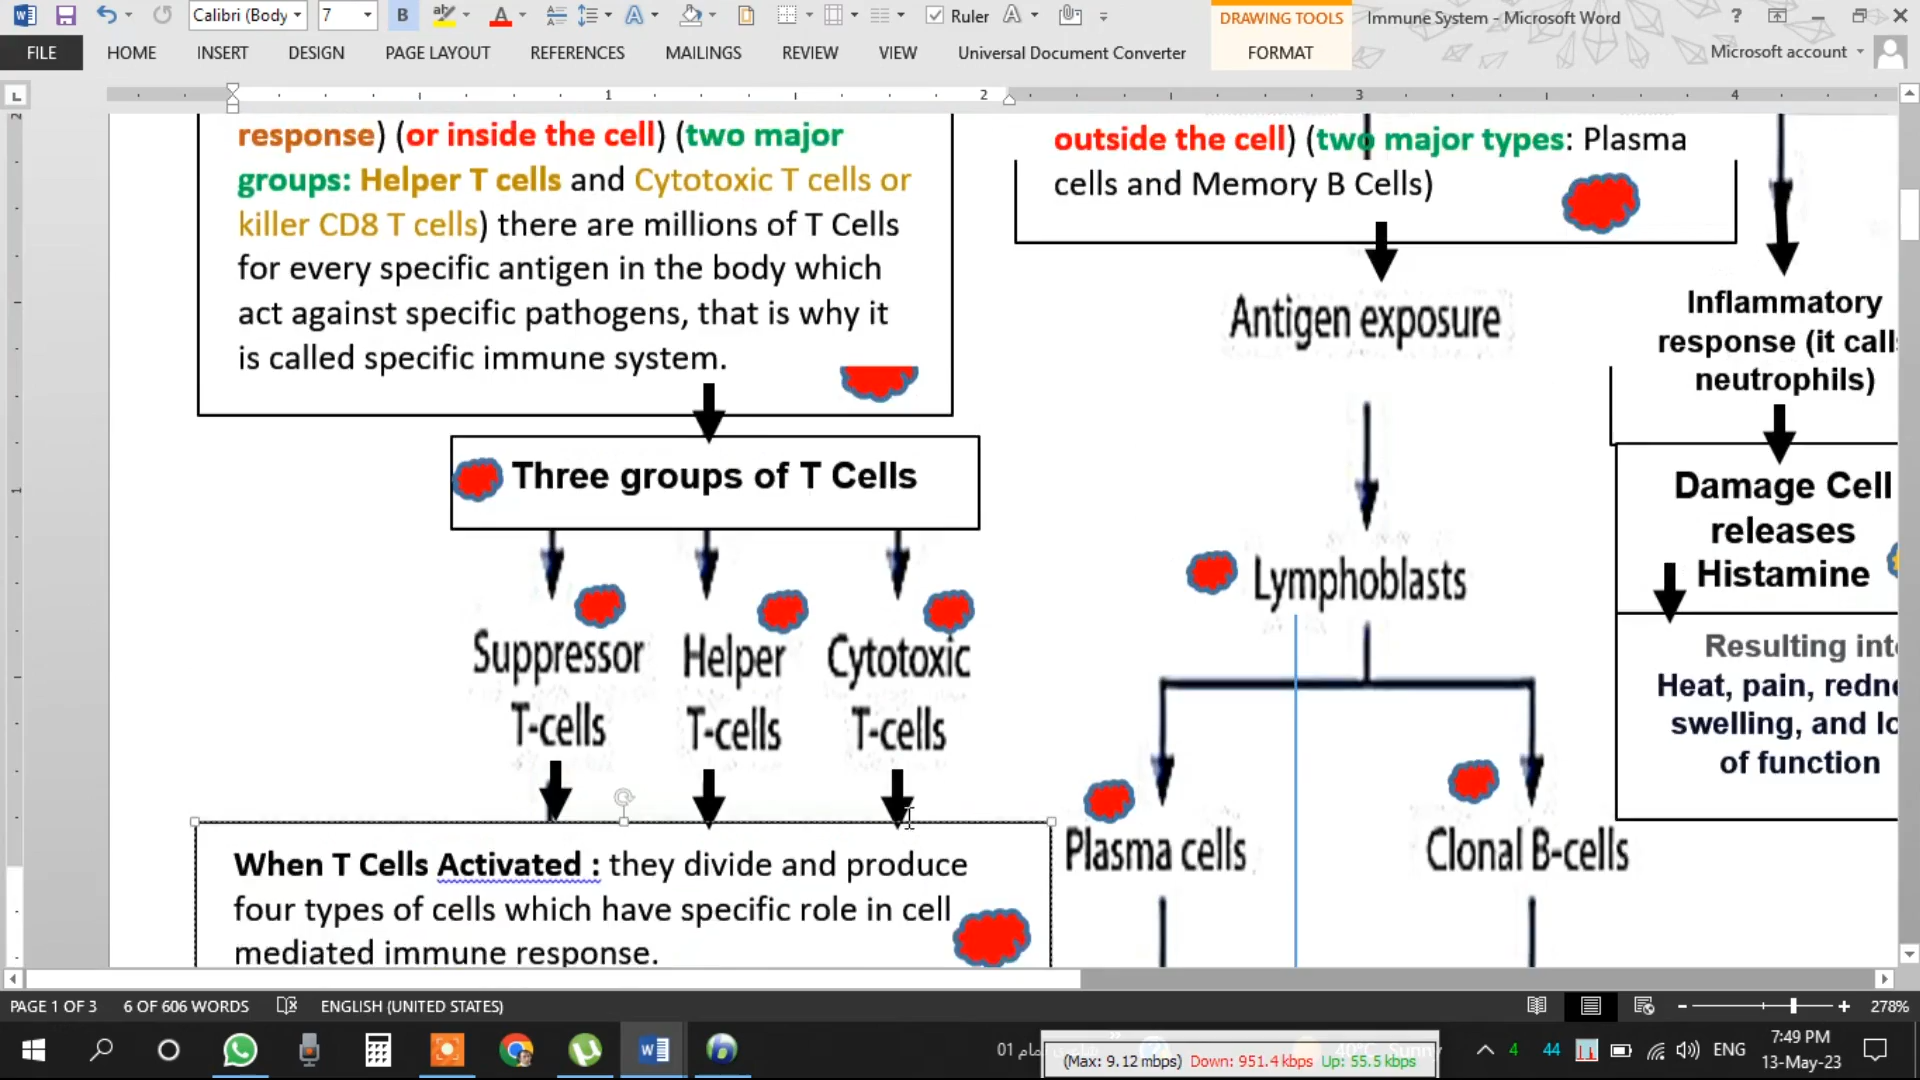 Calibri (Body
7
B
Ruler
DRAWING TOOLS
Immune System - Microsoft Word
FILE
HOME
INSERT
DESIGN
PAGE LAYOUT
REFERENCES
MAILINGS
REVIEW
VIEW
Universal Document Converter
FORMAT
Microsoft account
1
2
3
4
response) (or inside the cell) (two major
groups: Helper T cells and Cytotoxic T cells or
killer CD8 T cells) there are millions of T Cells
for every specific antigen in the body which
act against specific pathogens, that is why it
is called specific immune system.
Three groups of T Cells
Suppressor
T-cells
Helper
T-cells
Cytotoxic
T-cells
When T Cells Activated : they divide and produce
four types of cells which have specific role in cell
mediated immune response.
outside the cell) (two major types: Plasma
cells and Memory B Cells)
Antigen exposure
Lymphoblasts
Plasma cells
Clonal B-cells
Inflammatory
response (it call
neutrophils)
Damage Cell
releases
Histamine
Resulting int
Heat, pain, redn
swelling, and lo
of function
PAGE 1 OF 3
6 OF 606 WORDS
ENGLISH (UNITED STATES)
278%
(Max: 9.12 mbps) Down: 951.4 kbps Up: 55.5 kbps
4
44
ENG
7:49 PM
13-May-23